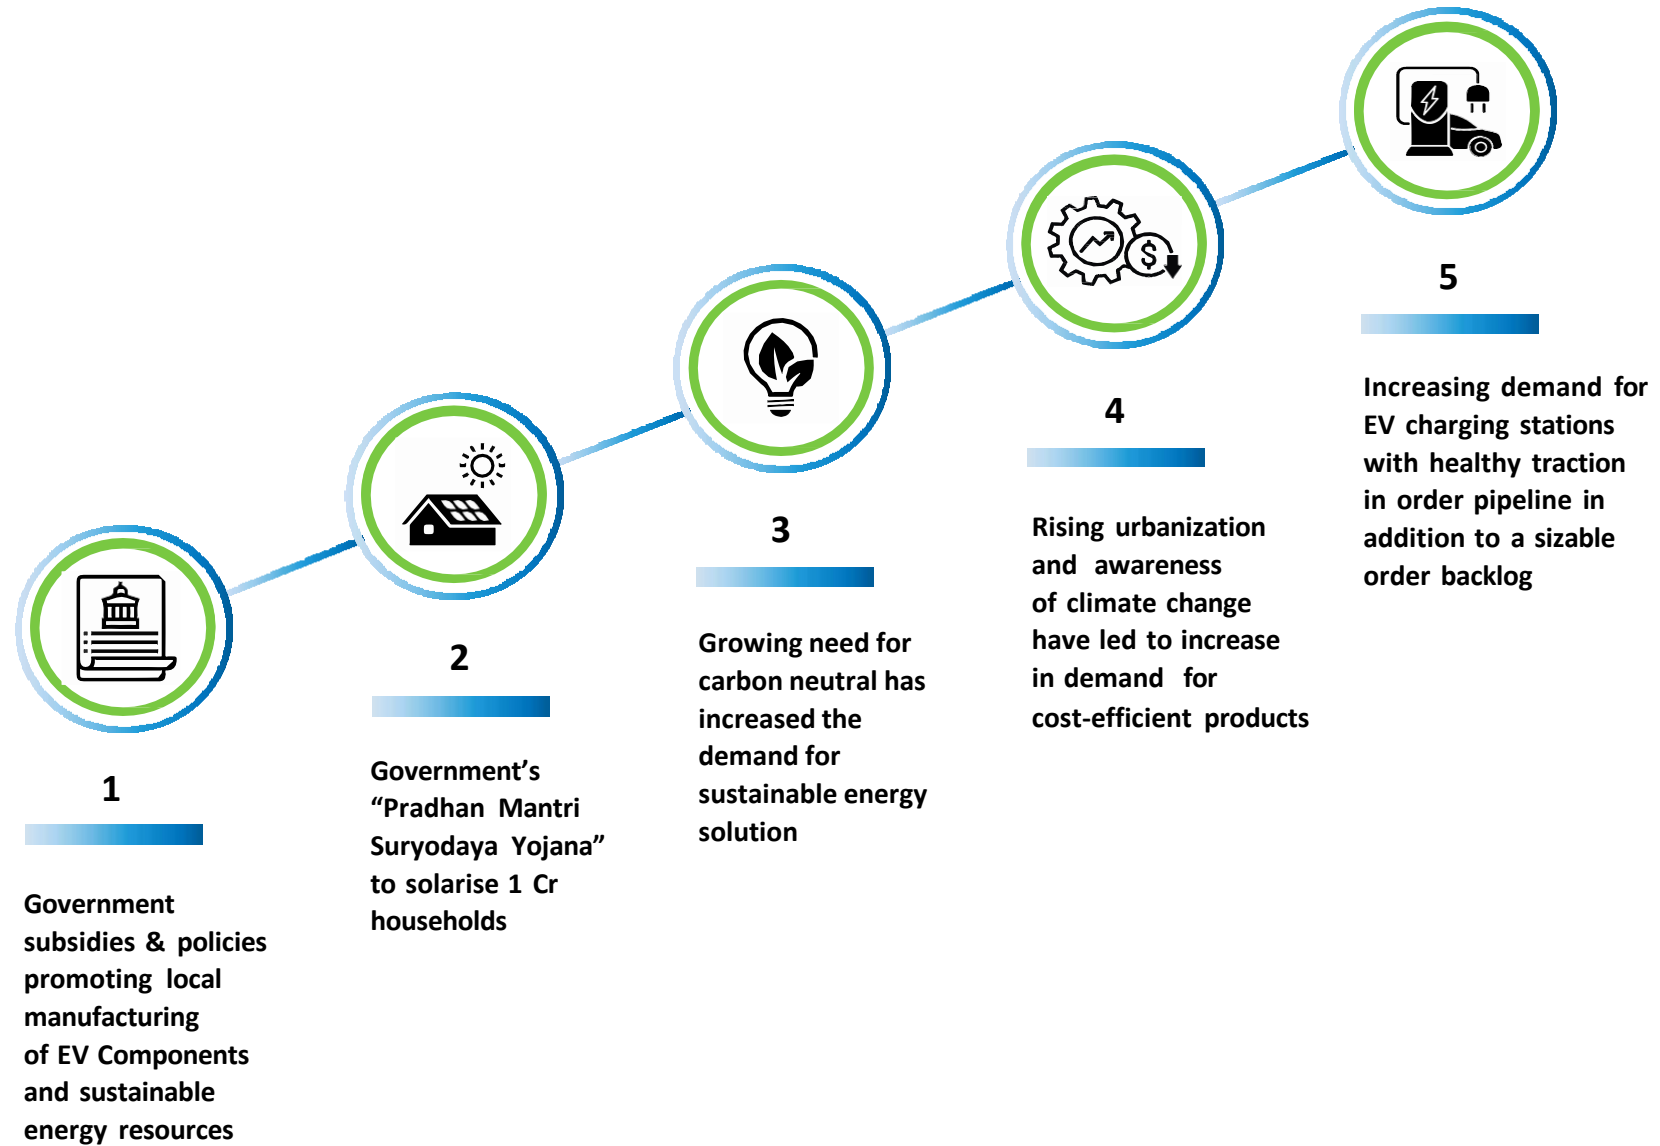 1
Government
subsidies & policies
promoting local
manufacturing
of EV Components
and sustainable
energy resources
2
Government’s
“Pradhan Mantri
Suryodaya Yojana”
to solarise 1 Cr
households
3
Growing need for
carbon neutral has
increased the
demand for
sustainable energy
solution
4
Rising urbanization
and awareness
of climate change
have led to increase
in demand for
cost-efficient products
5
Increasing demand for
EV charging stations
with healthy traction
in order pipeline in
addition to a sizable
order backlog
$